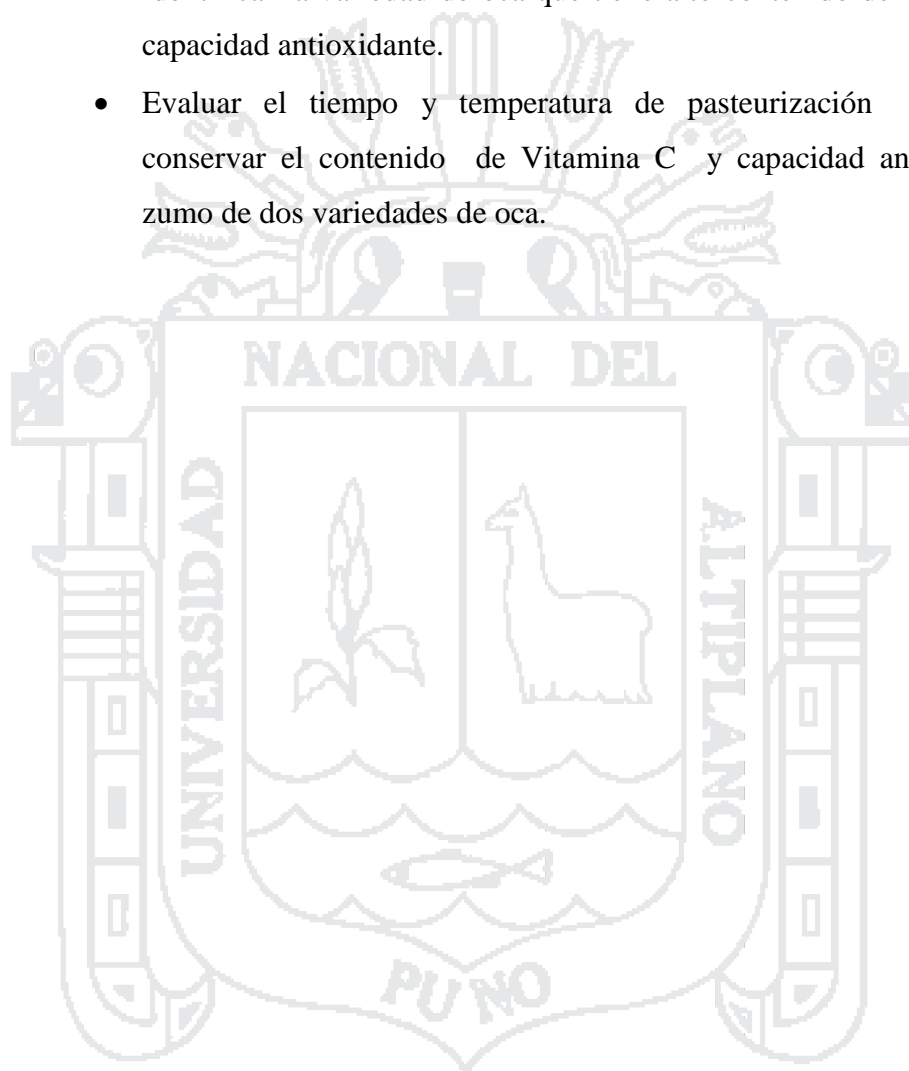 capacidad antioxidante.
• Evaluar el tiempo y temperatura de pasteurización
conservar el contenido de Vitamina C y capacidad an
zumo de dos variedades de oca.
NACIONAL DEL
UNIVERSIDAD
ALTIPLANO
PUNO